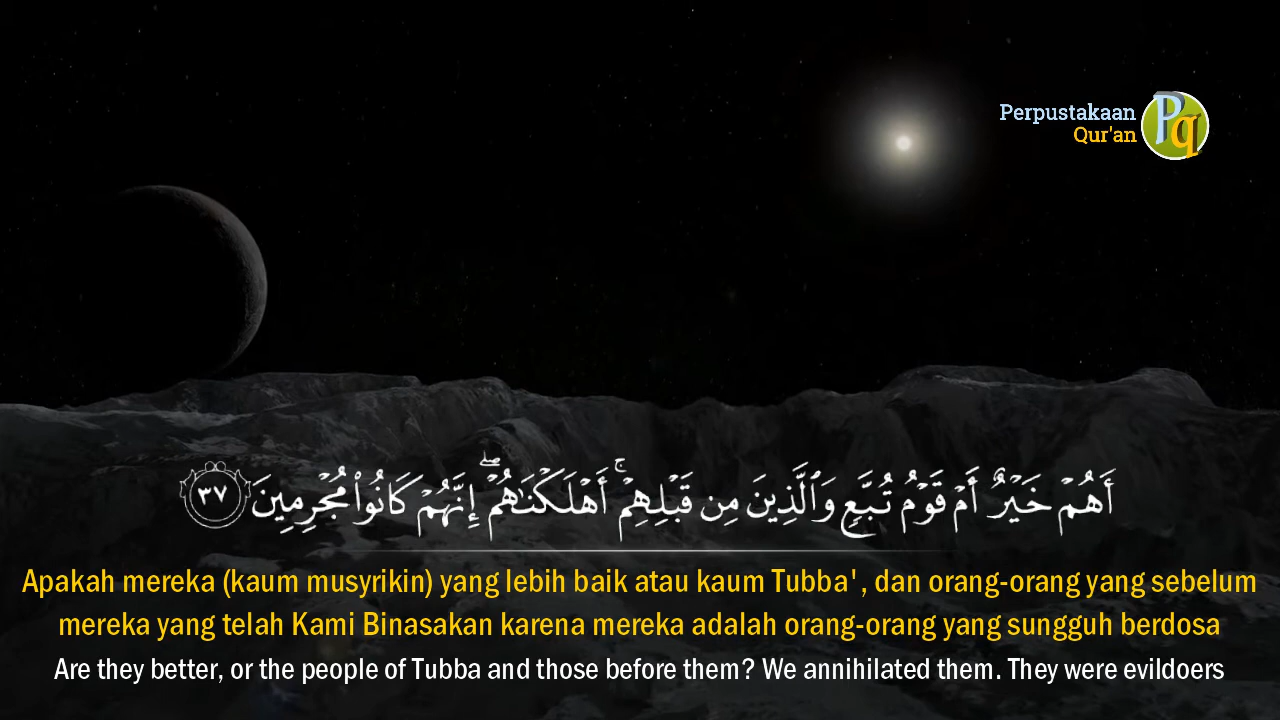 Perpustakaan
Qur'an
Pq
أَهُمْ خَيْرٌ أَمْ قَوْمُ تُبَّعٍ وَٱلَّذِينَ مِن قَبْلِهِمْ ۚ أَهْلَكْنَـٰهُمْ ۖ إِنَّهُمْ كَانُوا۟ مُجْرِمِينَ ٣٧
Apakah mereka (kaum musyrikin) yang lebih baik atau kaum Tubba', dan orang-orang yang sebelum
mereka yang telah Kami Binasakan karena mereka adalah orang-orang yang sungguh berdosa
Are they better, or the people of Tubba and those before them? We annihilated them. They were evildoers